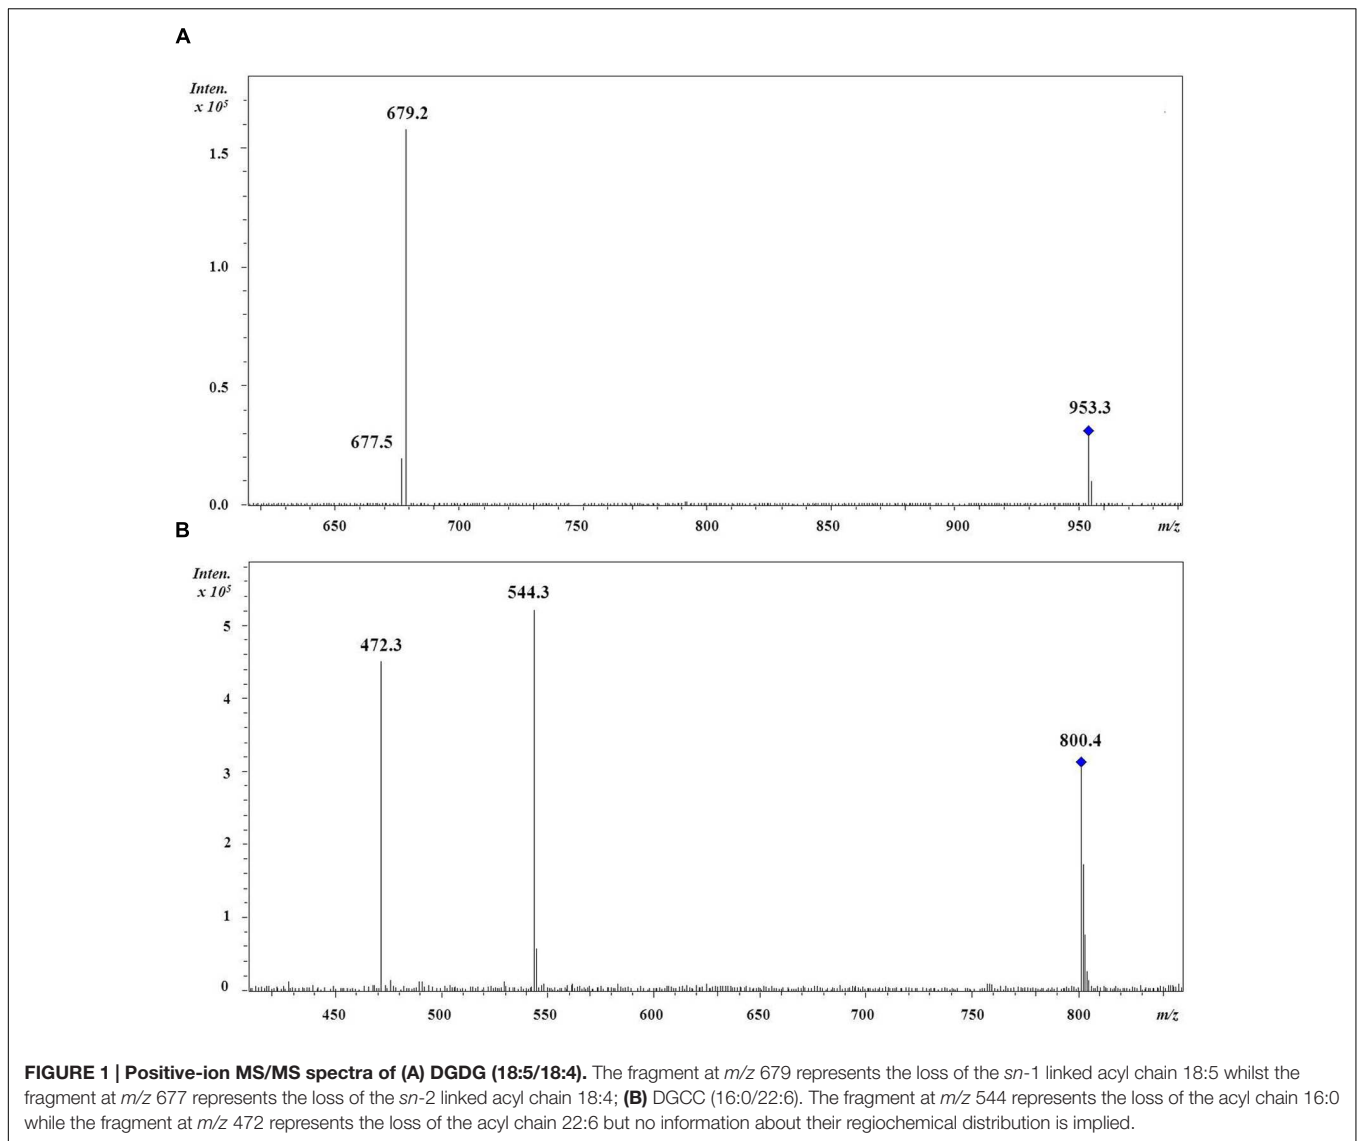 A
Inten.
x 10⁵
679.2
1.5
1.0
0.5
953.3
677.5
0.0
650 700 750 800 850 900 950 m/z
B
Inten.
x 10⁵
544.3
5
472.3
4
800.4
3
2
1
0
450 500 550 600 650 700 750 800 m/z
FIGURE 1 | Positive-ion MS/MS spectra of (A) DGDG (18:5/18:4). The fragment at m/z 679 represents the loss of the sn-1 linked acyl chain 18:5 whilst the
fragment at m/z 677 represents the loss of the sn-2 linked acyl chain 18:4; (B) DGCC (16:0/22:6). The fragment at m/z 544 represents the loss of the acyl chain 16:0
while the fragment at m/z 472 represents the loss of the acyl chain 22:6 but no information about their regiochemical distribution is implied.